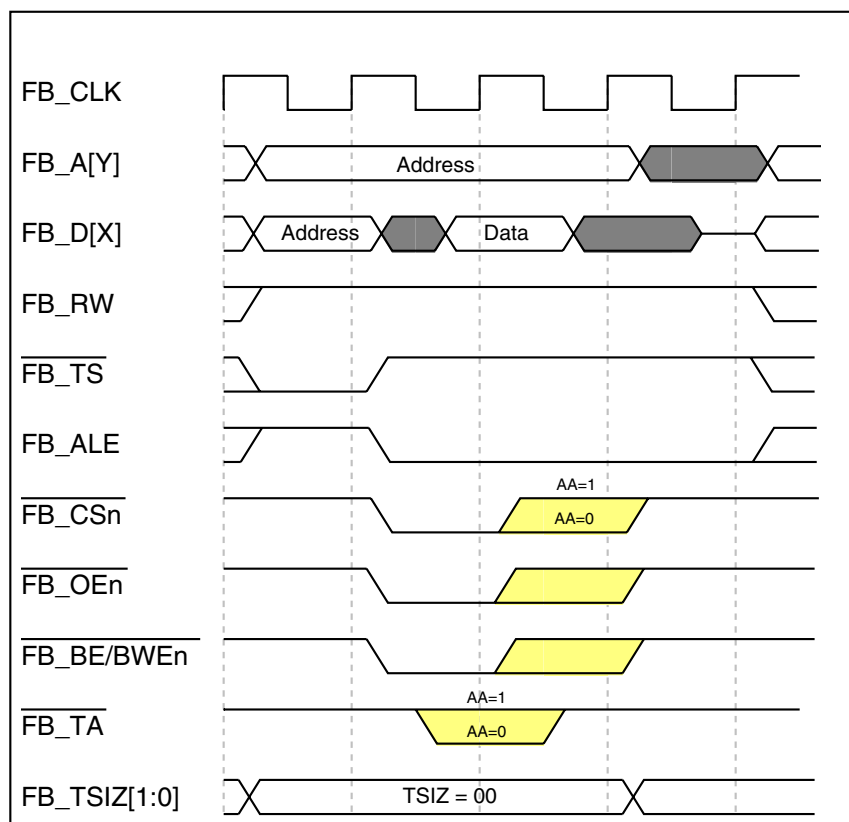 FB_CLK
FB_A[Y]
Address
FB_D[X]
Address
Data
FB_RW
FB_TS
FB_ALE
AA=1
FB_CSn
AA=0
FB_OEn
FB_BE/BWEn
AA=1
FB_TA
AA=0
FB_TSIZ[1:0]
TSIZ = 00